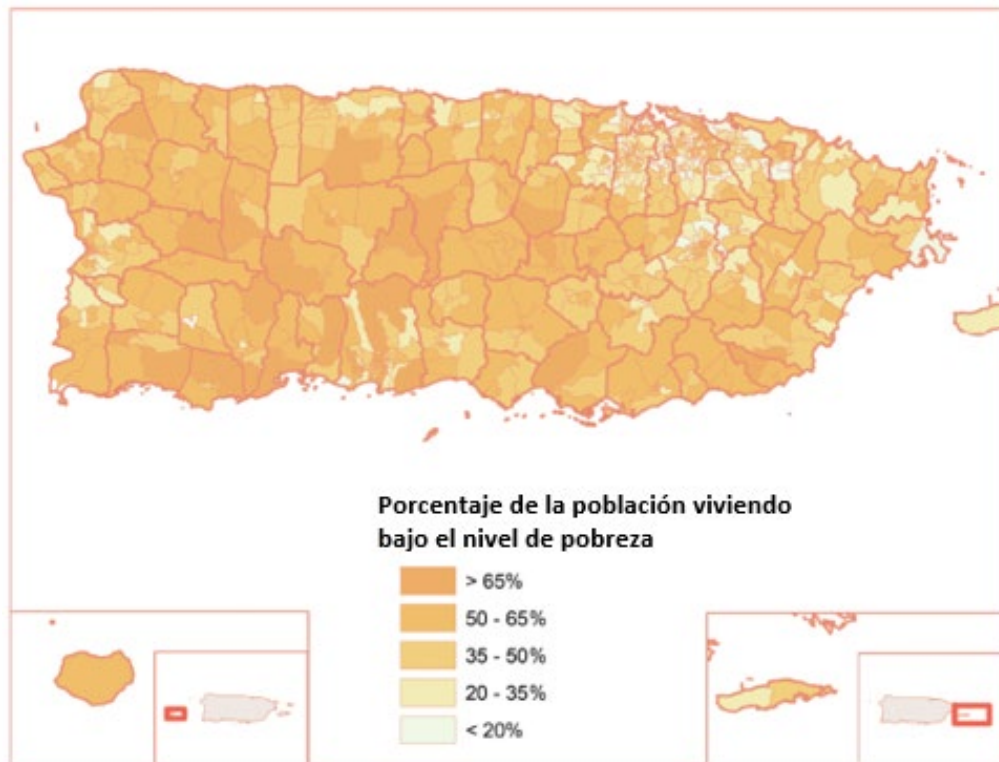 Porcentaje de la población viviendo
bajo el nivel de pobreza
> 65%
50 - 65%
35 - 50%
20 - 35%
< 20%